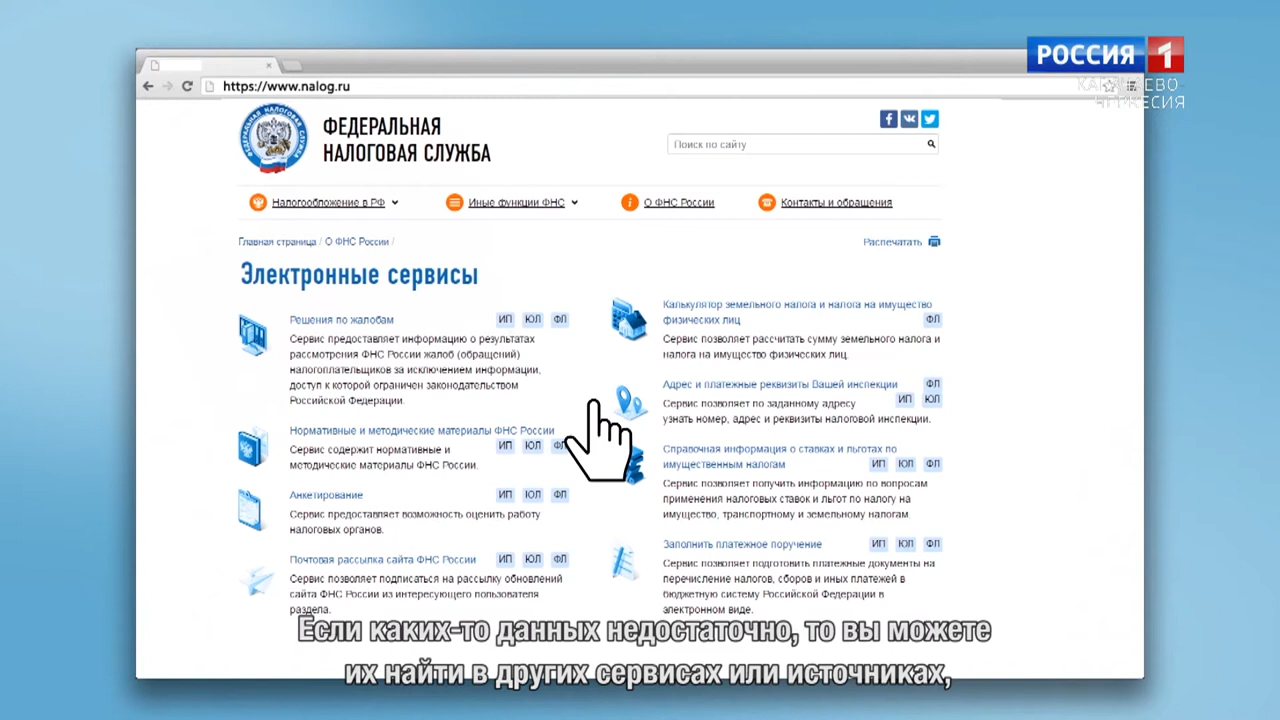 РОССИЯ 1
КАРАЧАЕВО-
ЧЕРКЕСИЯ
https://www.nalog.ru
ФЕДЕРАЛЬНАЯ НАЛОГОВАЯ СЛУЖБА
ФЕДЕРАЛЬНАЯ
НАЛОГОВАЯ СЛУЖБА
Поиск по сайту
Налогообложение в РФ
Иные функции ФНС
О ФНС России
Контакты и обращения
Главная страница / О ФНС России /
Распечатать
Электронные сервисы
Решения по жалобам ИП ЮЛ ФЛ
Сервис предоставляет информацию о результатах
рассмотрения ФНС России жалоб (обращений)
налогоплательщиков за исключением информации,
доступ к которой ограничен законодательством
Российской Федерации.
Нормативные и методические материалы ФНС России
ИП ЮЛ ФЛ
Сервис содержит нормативные и
методические материалы ФНС России.
Анкетирование ИП ЮЛ ФЛ
Сервис предоставляет возможность оценить работу
налоговых органов.
Почтовая рассылка сайта ФНС России ИП ЮЛ ФЛ
Сервис позволяет подписаться на рассылку обновлений
сайта ФНС России из интересующего пользователя
раздела.
Калькулятор земельного налога и налога на имущество
физических лиц ФЛ
Сервис позволяет рассчитать сумму земельного налога и
налога на имущество физических лиц.
Адрес и платежные реквизиты Вашей инспекции ФЛ
ИП ЮЛ
Сервис позволяет по заданному адресу
узнать номер, адрес и реквизиты налоговой инспекции.
Справочная информация о ставках и льготах по
имущественным налогам ИП ЮЛ ФЛ
Сервис позволяет получить информацию по вопросам
применения налоговых ставок и льгот по налогу на
имущество, транспортному и земельному налогам.
Заполнить платежное поручение ИП ЮЛ ФЛ
Сервис позволяет подготовить платежные документы на
перечисление налогов, сборов и иных платежей в
бюджетную систему Российской Федерации в
электронном виде.
Если каких-то данных недостаточно, то вы можете
их найти в других сервисах или источниках,